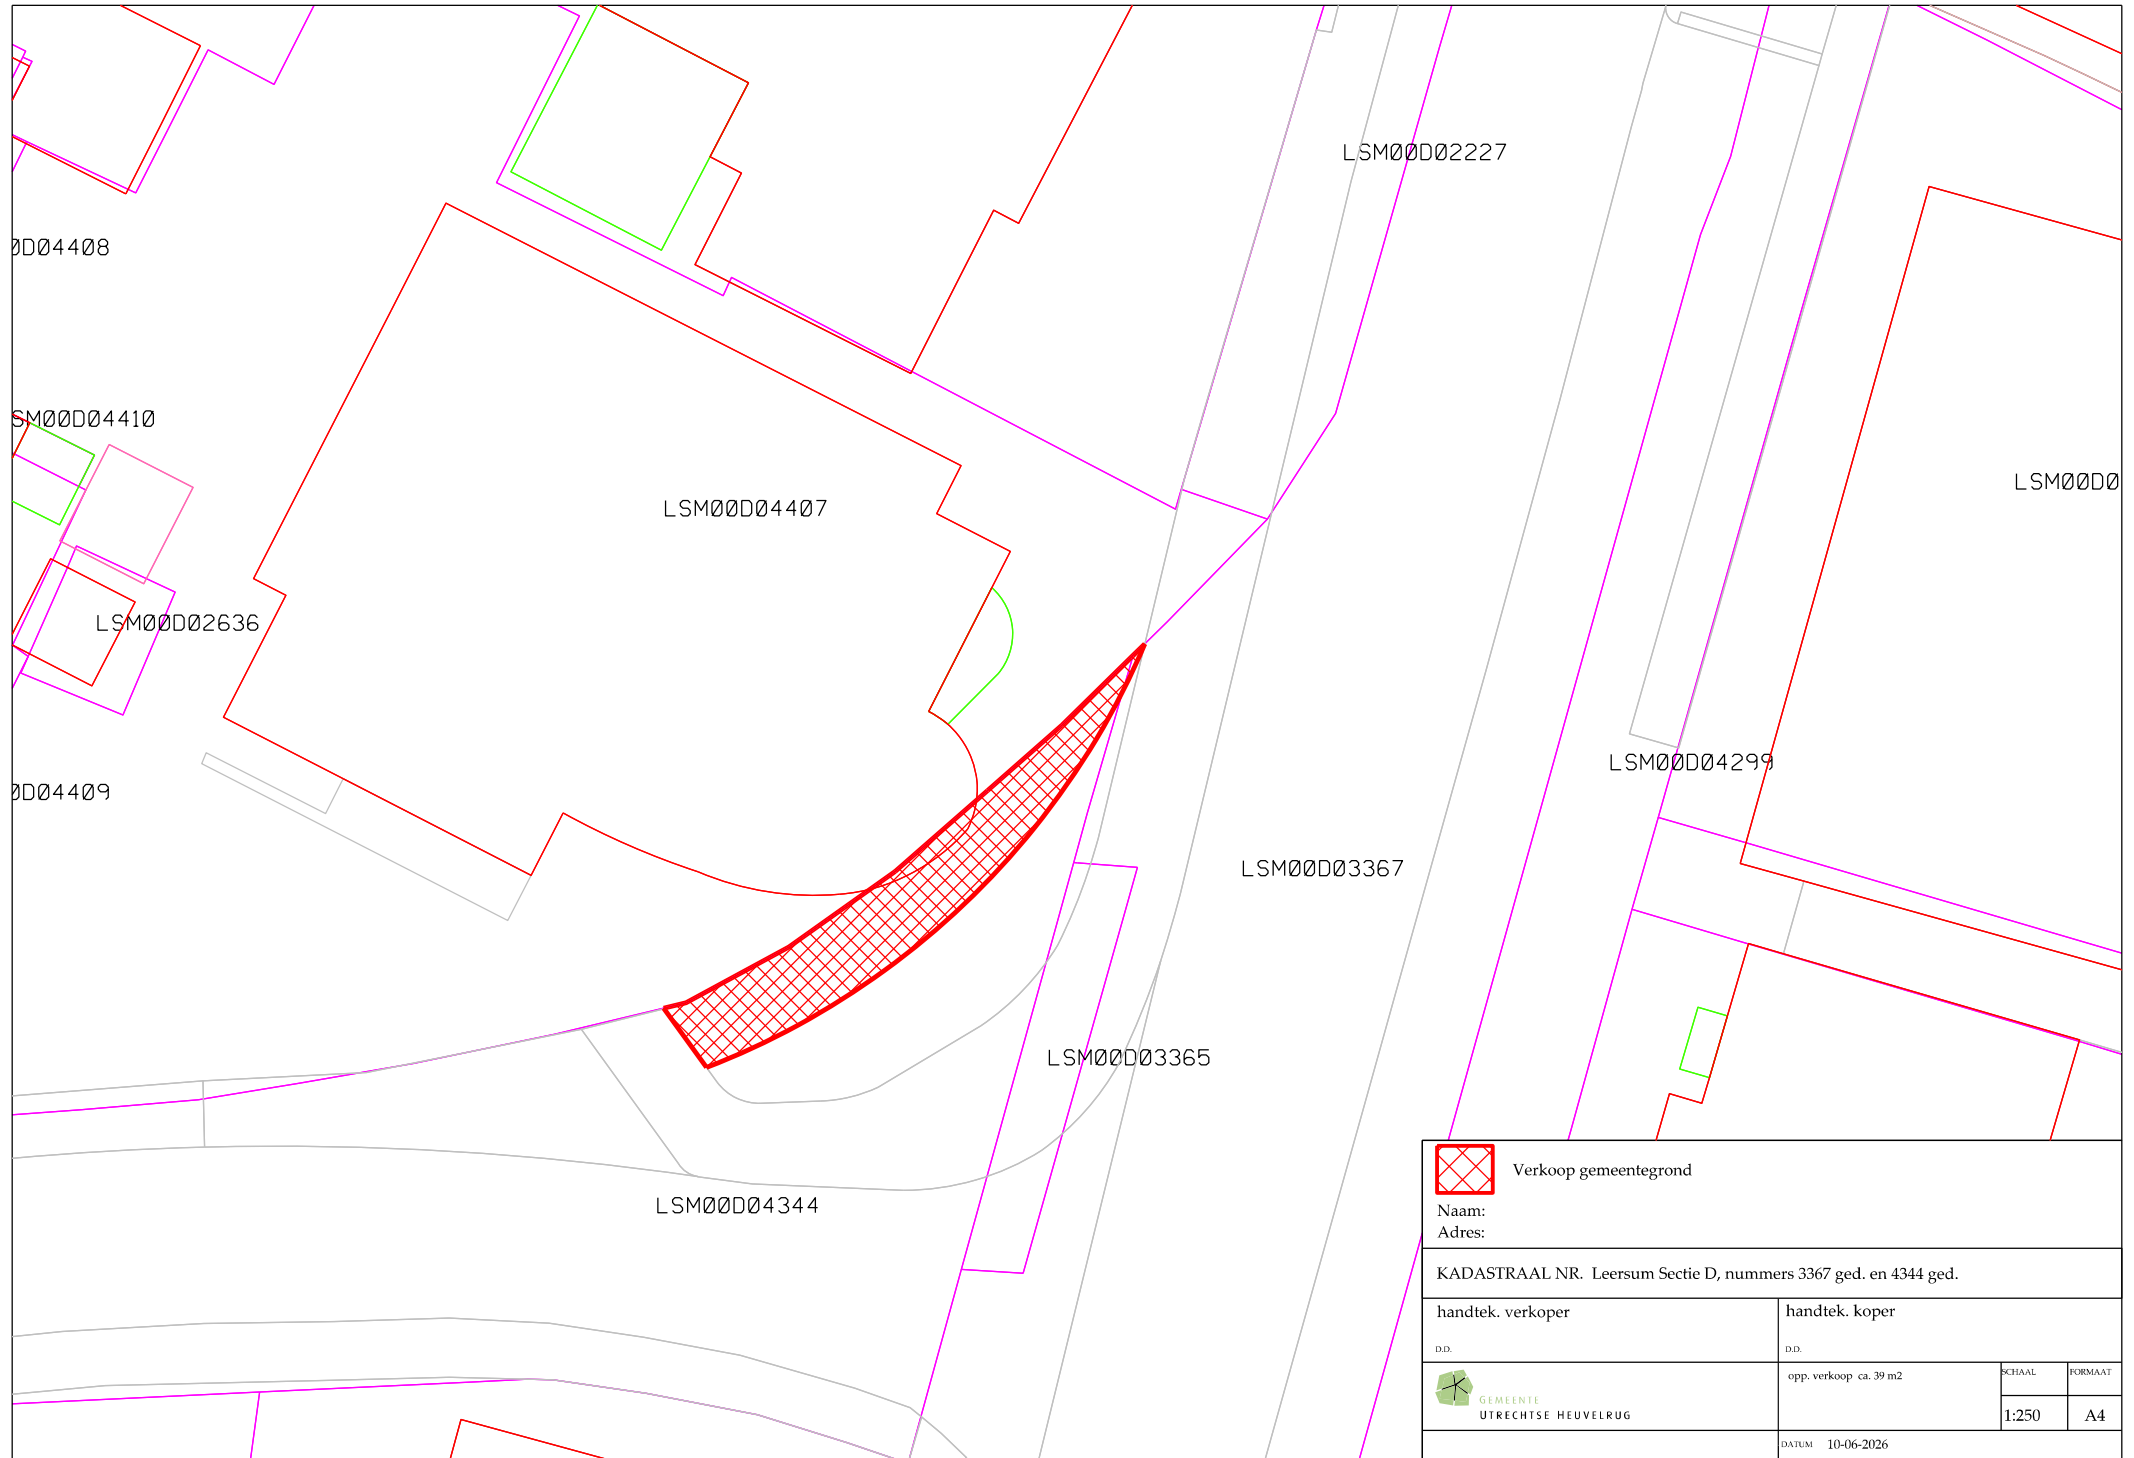 LSM00D02227
0D04408
SM00D04410
LSM00D0
LSM00D04407
LSM00D02636
LSM00D04299
0D04409
LSM00D03367
LSM00D03365
LSM00D04344
Verkoop gemeentegrond
Naam:
Adres:
KADASTRAAL NR. Leersum Sectie D, nummers 3367 ged. en 4344 ged.
handtek. verkoper
handtek. koper
D.D.
D.D.
GEMEENTE
UTRECHTSE HEUVELRUG
opp. verkoop ca. 39 m2
SCHAAL
FORMAAT
1:250
A4
DATUM 10-06-2026